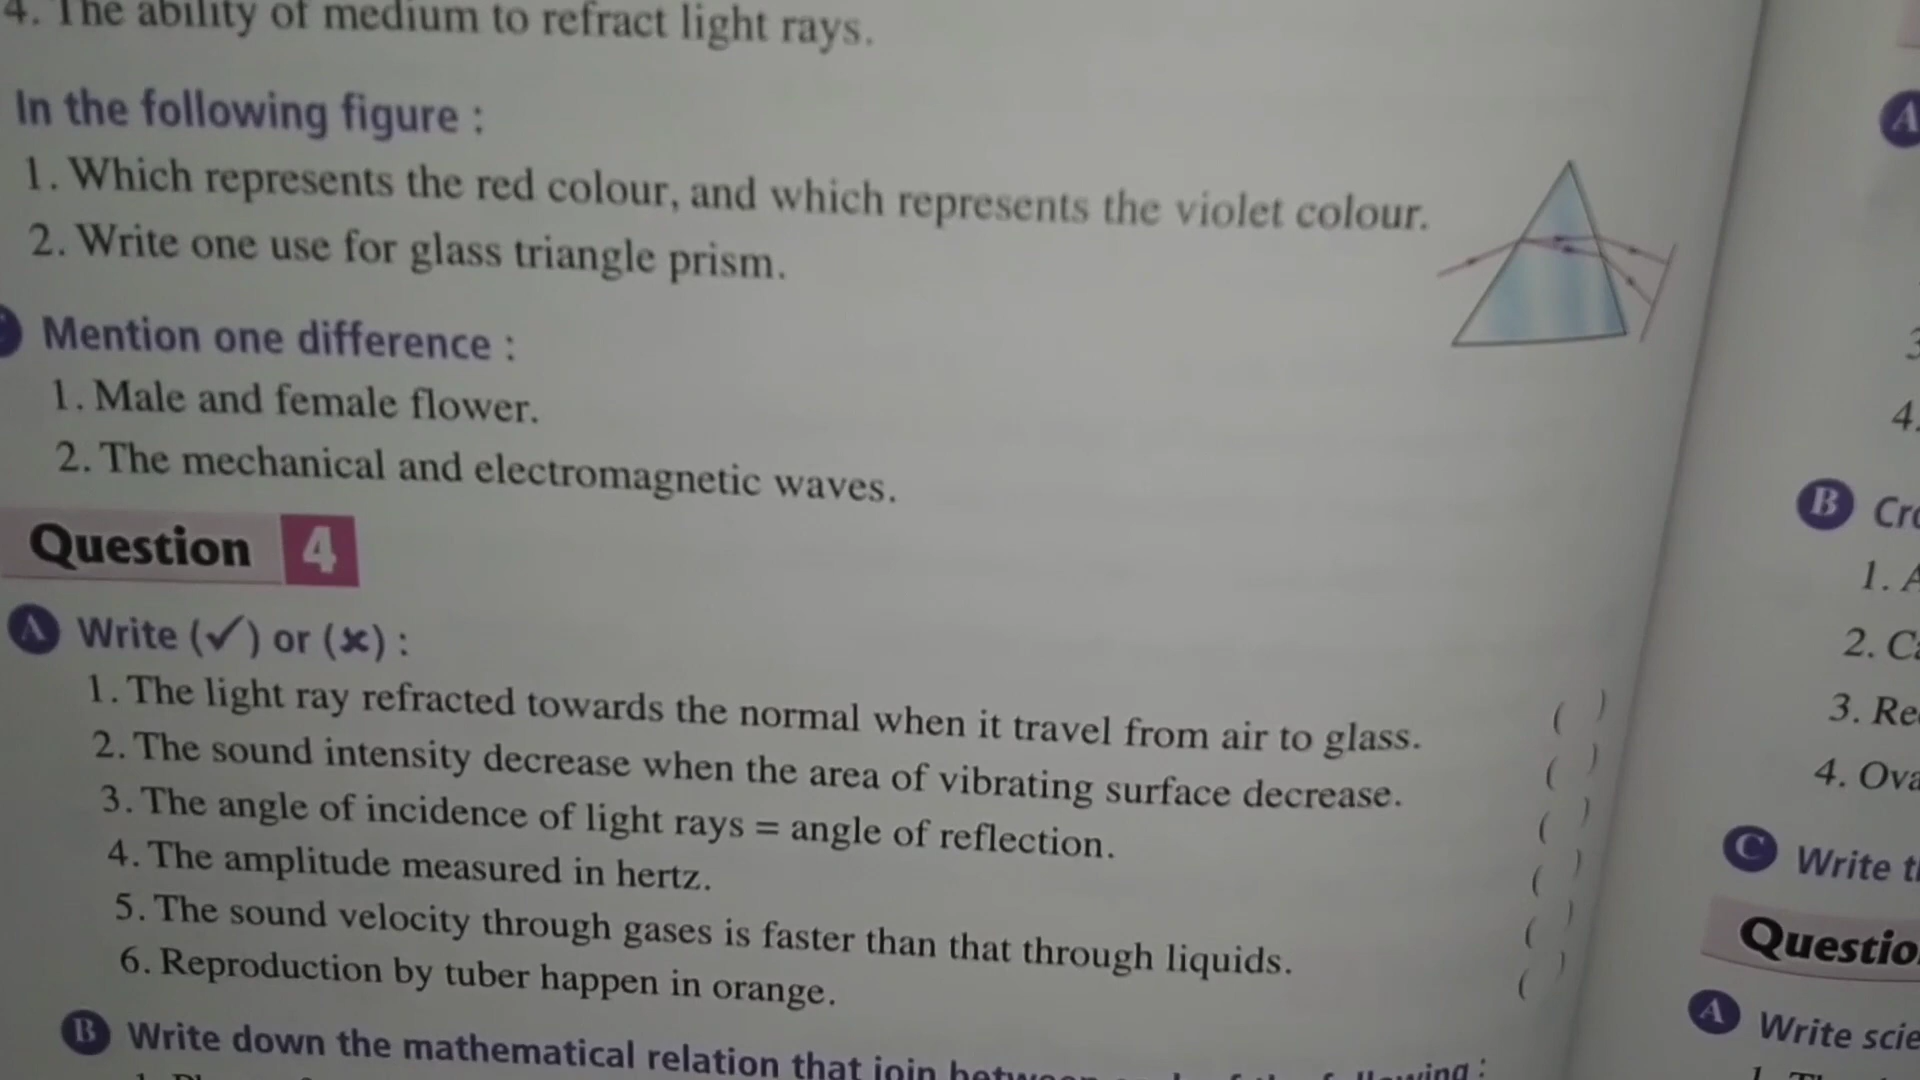 4. The ability of medium to refract light rays.
In the following figure :
1. Which represents the red colour, and which represents the violet colour.
2. Write one use for glass triangle prism.
Mention one difference :
1. Male and female flower.
2. The mechanical and electromagnetic waves.
Question 4
A Write (✓) or (×) :
1. The light ray refracted towards the normal when it travel from air to glass. ( )
2. The sound intensity decrease when the area of vibrating surface decrease. ( )
3. The angle of incidence of light rays = angle of reflection. ( )
4. The amplitude measured in hertz. ( )
5. The sound velocity through gases is faster than that through liquids. ( )
6. Reproduction by tuber happen in orange. ( )
B Write down the mathematical relation that join
A
3
4.
B
1. A
2.
3.
4.
C Write
A Write